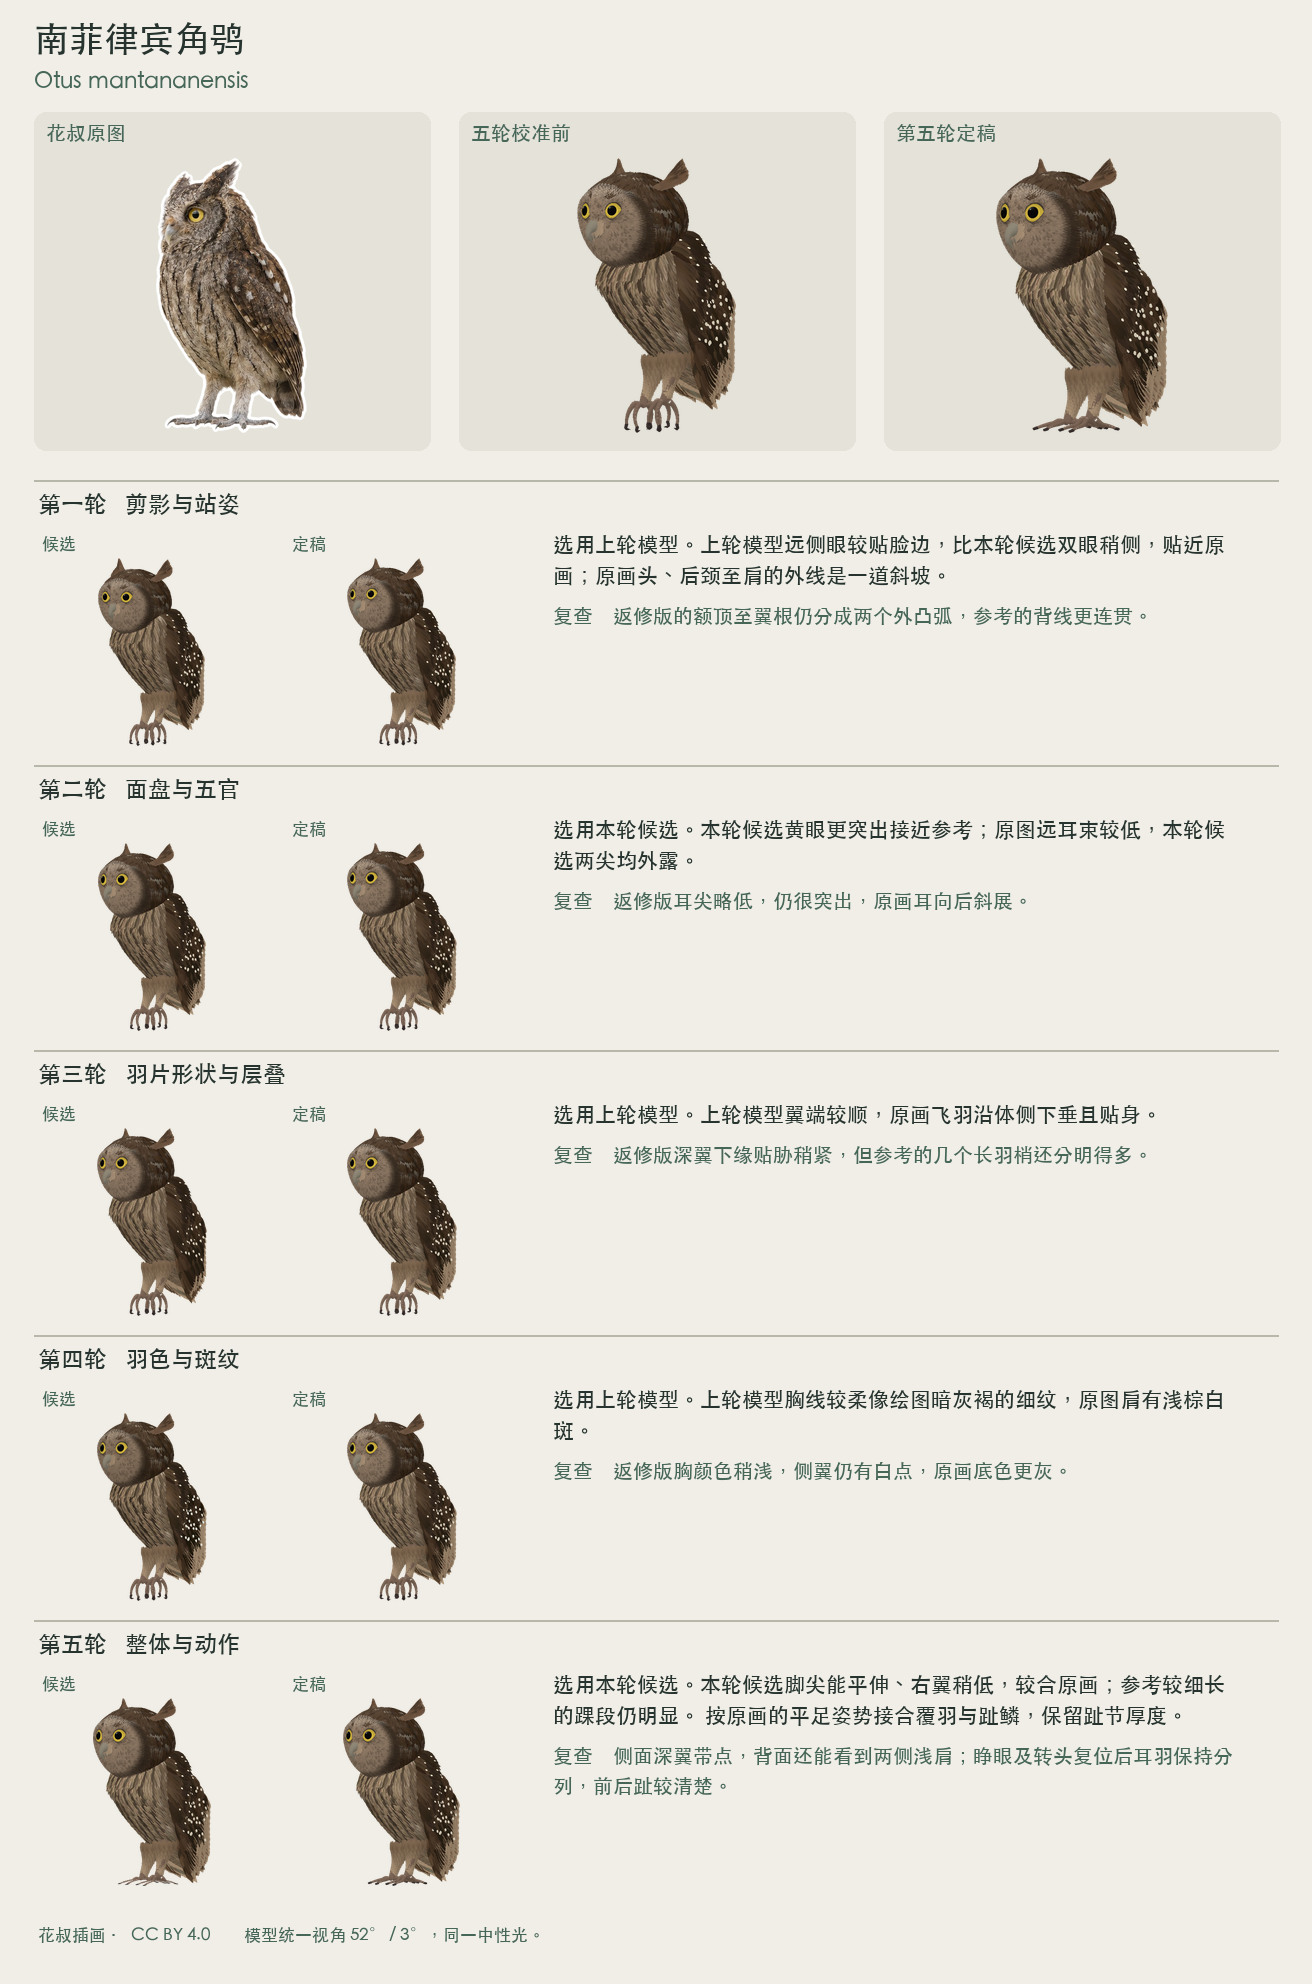 南菲律宾角鸮
Otus mantananensis
花叔原图
五轮校准前
第五轮定稿
第一轮 剪影与站姿
候选
定稿
选用上轮模型。上轮模型远侧眼较贴脸边，比本轮候选双眼稍侧，贴近原
画；原画头、后颈至肩的外线是一道斜坡。
复查 返修版的额顶至翼根仍分成两个外凸弧，参考的背线更连贯。
第二轮 面盘与五官
候选
定稿
选用本轮候选。本轮候选黄眼更突出接近参考；原图远耳束较低，本轮候
选两尖均外露。
复查 返修版耳尖略低，仍很突出，原画耳向后斜展。
第三轮 羽片形状与层叠
候选
定稿
选用上轮模型。上轮模型翼端较顺，原画飞羽沿体侧下垂且贴身。
复查 返修版深翼下缘贴胁稍紧，但参考的几个长羽梢还分明得多。
第四轮 羽色与斑纹
候选
定稿
选用上轮模型。上轮模型胸线较柔像绘图暗灰褐的细纹，原图肩有浅棕白
斑。
复查 返修版胸颜色稍浅，侧翼仍有白点，原画底色更灰。
第五轮 整体与动作
候选
定稿
选用本轮候选。本轮候选脚尖能平伸、右翼稍低，较合原画；参考较细长
的踝段仍明显。 按原画的平足姿势接合覆羽与趾鳞，保留趾节厚度。
复查 侧面深翼带点，背面还能看到两侧浅肩；睁眼及转头复位后耳羽保持分
列，前后趾较清楚。
花叔插画 · CC BY 4.0 模型统一视角 52° / 3° ，同一中性光。